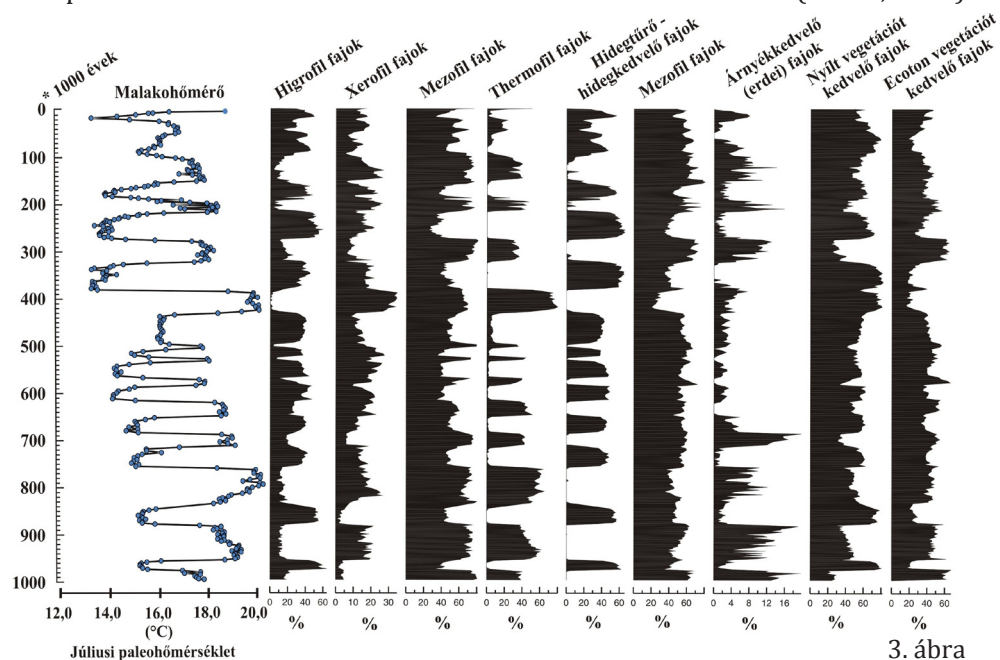 * 1000 évek
Malakohőmérő
Higrofil fajok
Xerofil fajok
Mezofil fajok
Thermofil fajok
Hidegtűrő -
hidegkedvelő fajok
Mezofil fajok
Árnyékkedvelő
(erdei) fajok
Nyílt vegetációt
kedvelő fajok
Ecoton vegetációt
kedvelő fajok
0
100
200
300
400
500
600
700
800
900
1000
12,0 16,0 18,0 20,0
(°C)
Júliusi paleohőmérséklet
0 20 40 60
%
0 10 20 30
%
0 20 40 60
%
0 20 40 60
%
0 20 40 60
%
0 20 40 60
%
0 4 8 12 16
%
0 20 40 60
%
0 20 40 60
%
3. ábra